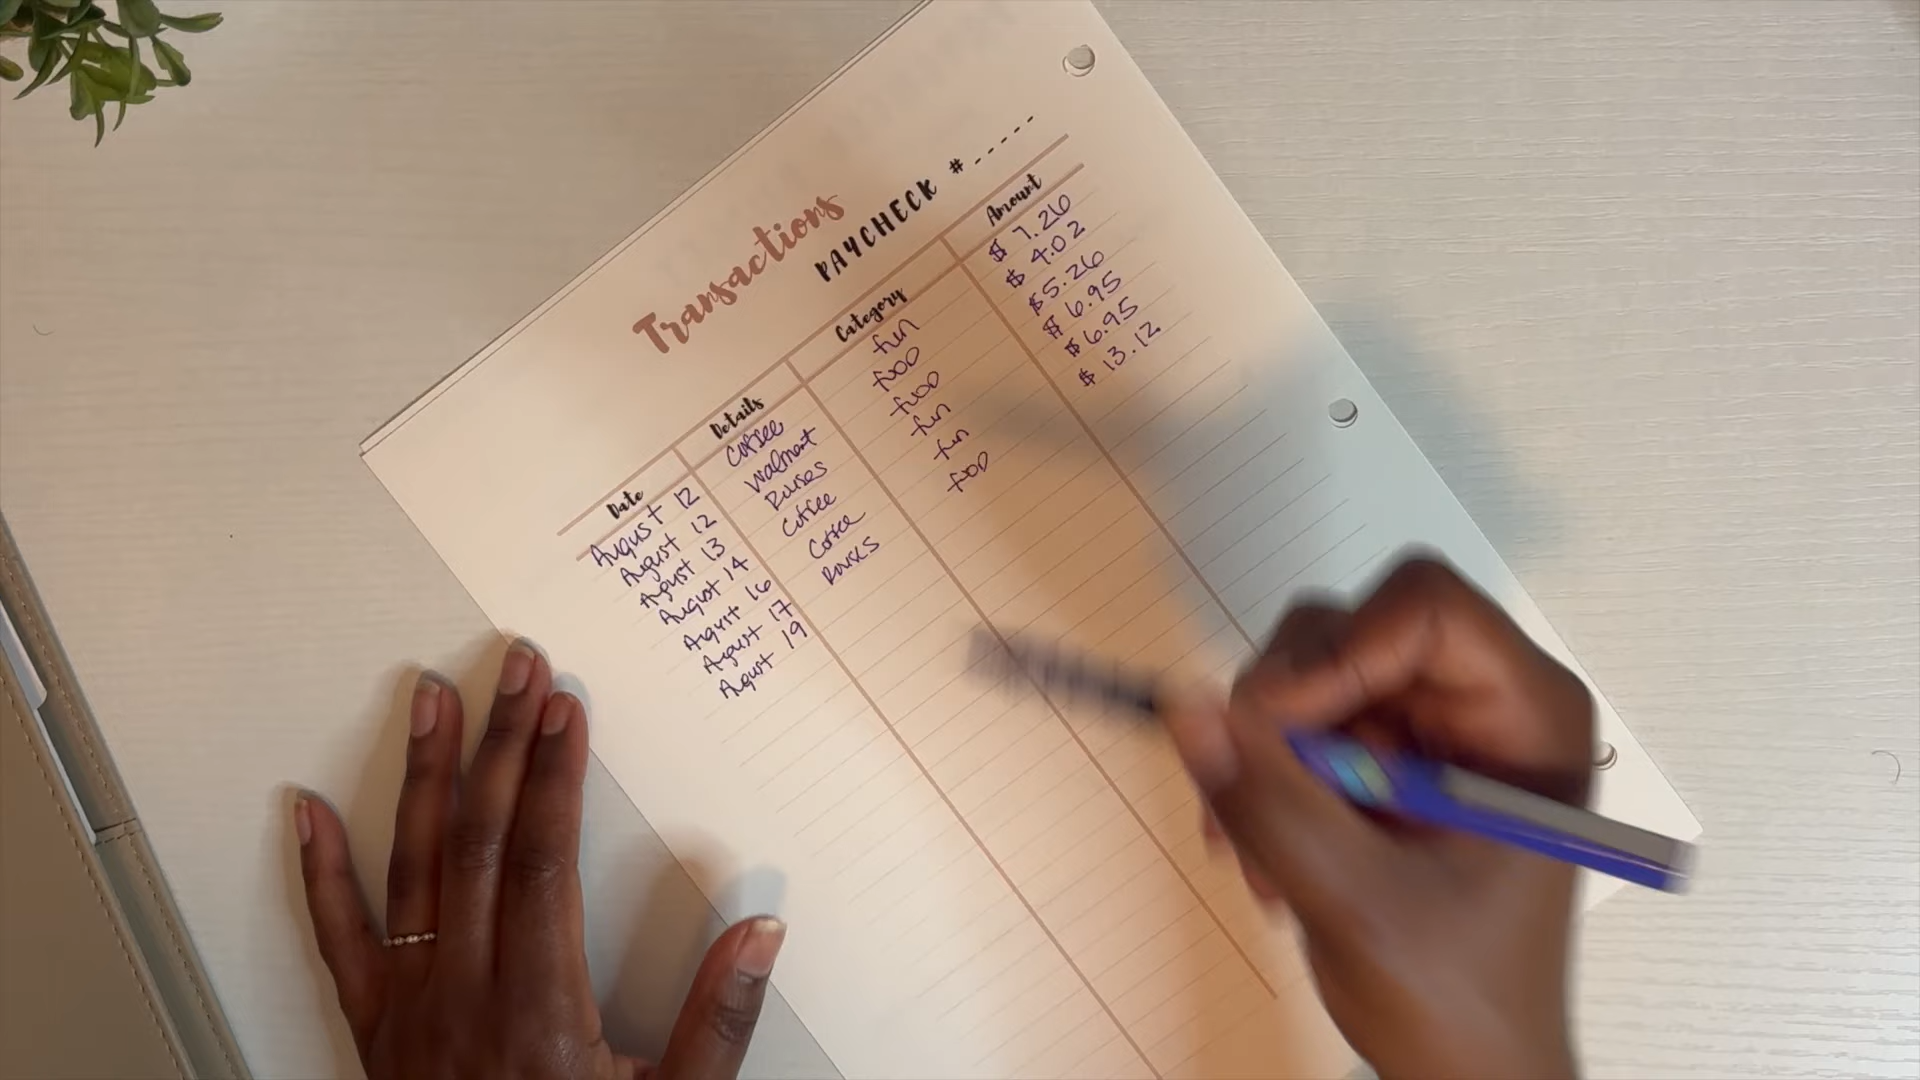 Transactions
PAYCHECK # ------
Date Details Category Amount
August 12 Coffee fun $ 7.26
August 12 Walmart food $ 4.02
August 13 food $5.26
August 14 Coffee fun $ 6.95
August 16 Coffee fun $ 6.95
August 17 food $ 13.12
August 19